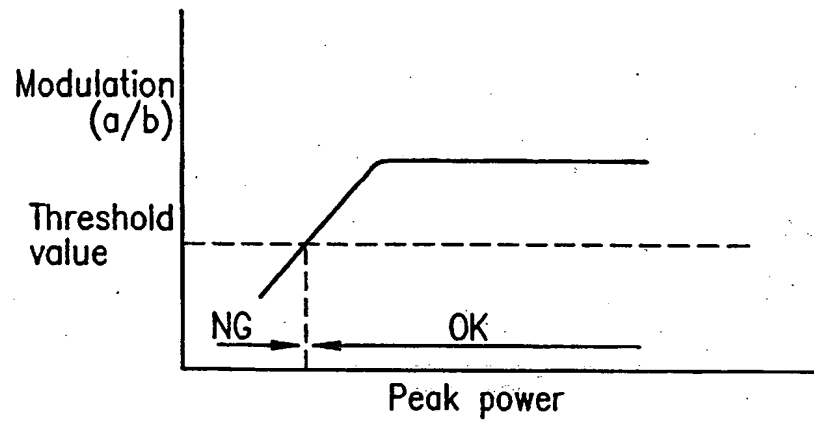 Modulation
(a/b)
Threshold
value
NG
OK
Peak power